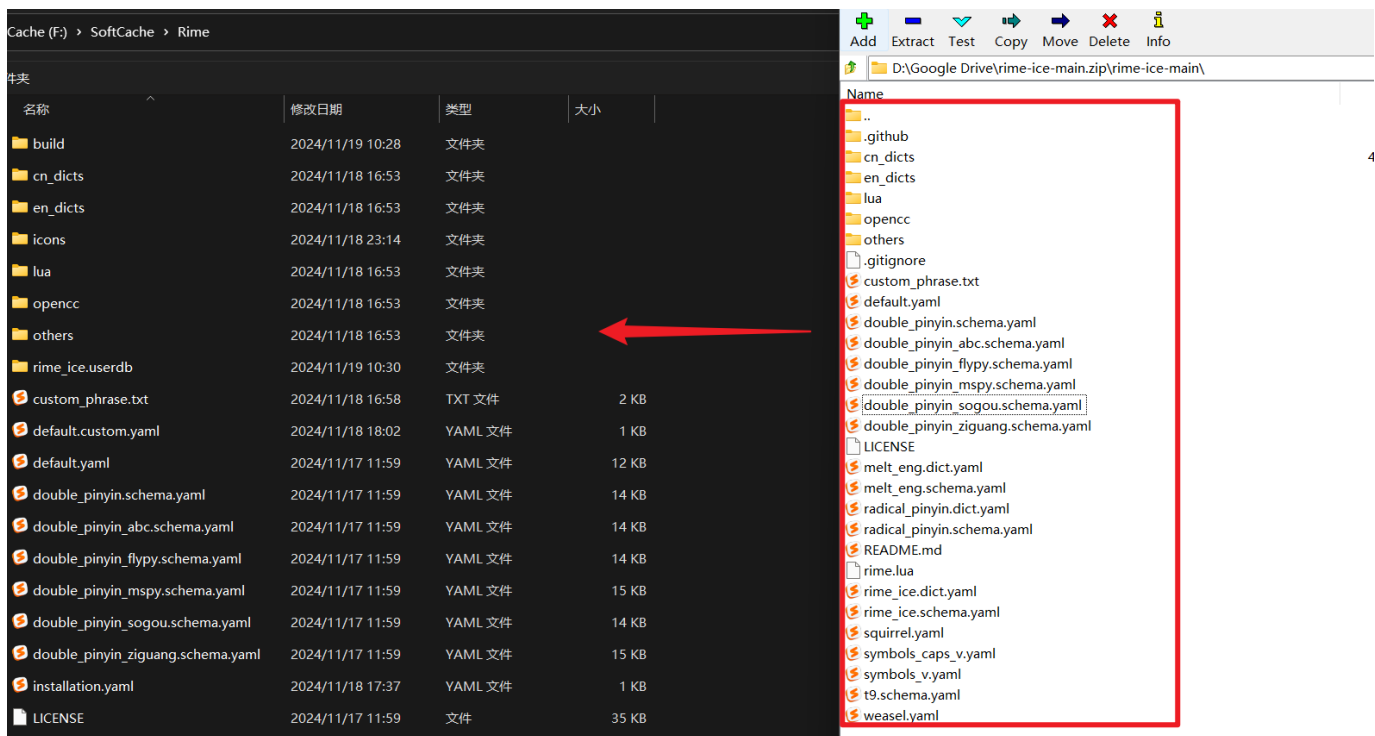 Cache (F:) › SoftCache › Rime
件夹
名称 修改日期 类型 大小
build 2024/11/19 10:28 文件夹
cn_dicts 2024/11/18 16:53 文件夹
en_dicts 2024/11/18 16:53 文件夹
icons 2024/11/18 23:14 文件夹
lua 2024/11/18 16:53 文件夹
opencc 2024/11/18 16:53 文件夹
others 2024/11/18 16:53 文件夹
rime_ice.userdb 2024/11/19 10:30 文件夹
custom_phrase.txt 2024/11/18 16:58 TXT 文件 2 KB
default.custom.yaml 2024/11/18 18:02 YAML 文件 1 KB
default.yaml 2024/11/17 11:59 YAML 文件 12 KB
double_pinyin.schema.yaml 2024/11/17 11:59 YAML 文件 14 KB
double_pinyin_abc.schema.yaml 2024/11/17 11:59 YAML 文件 14 KB
double_pinyin_flypy.schema.yaml 2024/11/17 11:59 YAML 文件 14 KB
double_pinyin_mspy.schema.yaml 2024/11/17 11:59 YAML 文件 15 KB
double_pinyin_sogou.schema.yaml 2024/11/17 11:59 YAML 文件 14 KB
double_pinyin_ziguang.schema.yaml 2024/11/17 11:59 YAML 文件 15 KB
installation.yaml 2024/11/18 17:37 YAML 文件 1 KB
LICENSE 2024/11/17 11:59 文件 35 KB
Add Extract Test Copy Move Delete Info
D:\Google Drive\rime-ice-main.zip\rime-ice-main\
Name
..
.github
cn_dicts 4
en_dicts
lua
opencc
others
.gitignore
custom_phrase.txt
default.yaml
double_pinyin.schema.yaml
double_pinyin_abc.schema.yaml
double_pinyin_flypy.schema.yaml
double_pinyin_mspy.schema.yaml
double_pinyin_sogou.schema.yaml
double_pinyin_ziguang.schema.yaml
LICENSE
melt_eng.dict.yaml
melt_eng.schema.yaml
radical_pinyin.dict.yaml
radical_pinyin.schema.yaml
README.md
rime.lua
rime_ice.dict.yaml
rime_ice.schema.yaml
squirrel.yaml
symbols_caps_v.yaml
symbols_v.yaml
t9.schema.yaml
weasel.yaml